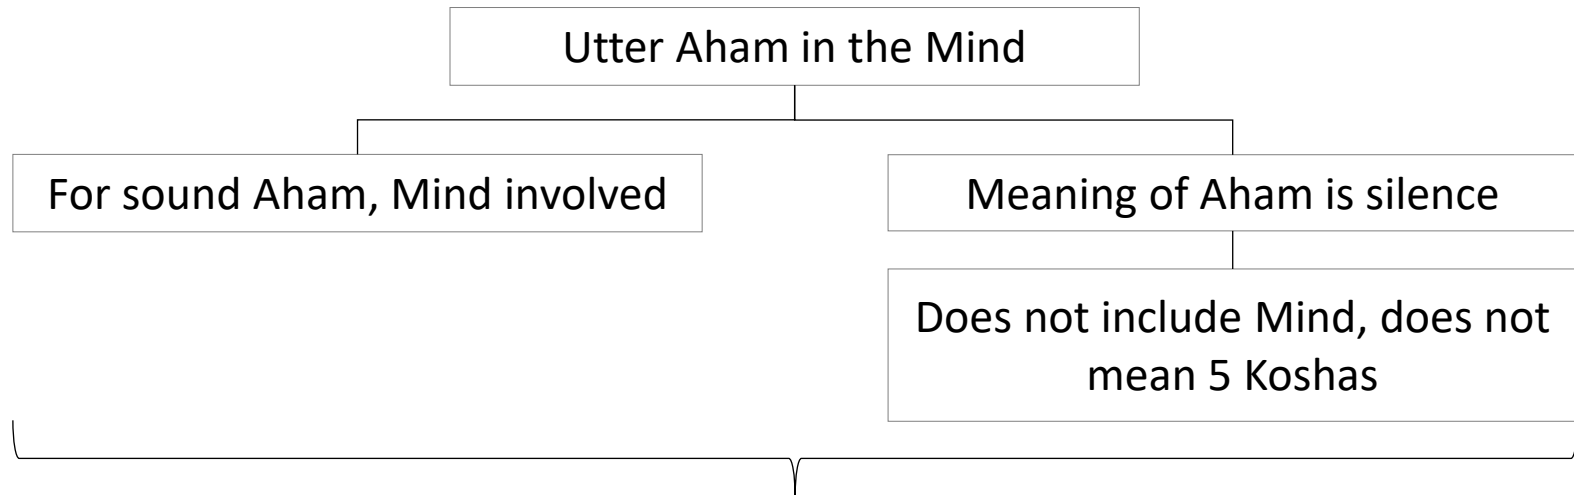 Utter Aham in the Mind
For sound Aham, Mind involved
Meaning of Aham is silence
Does not include Mind, does not
mean 5 Koshas